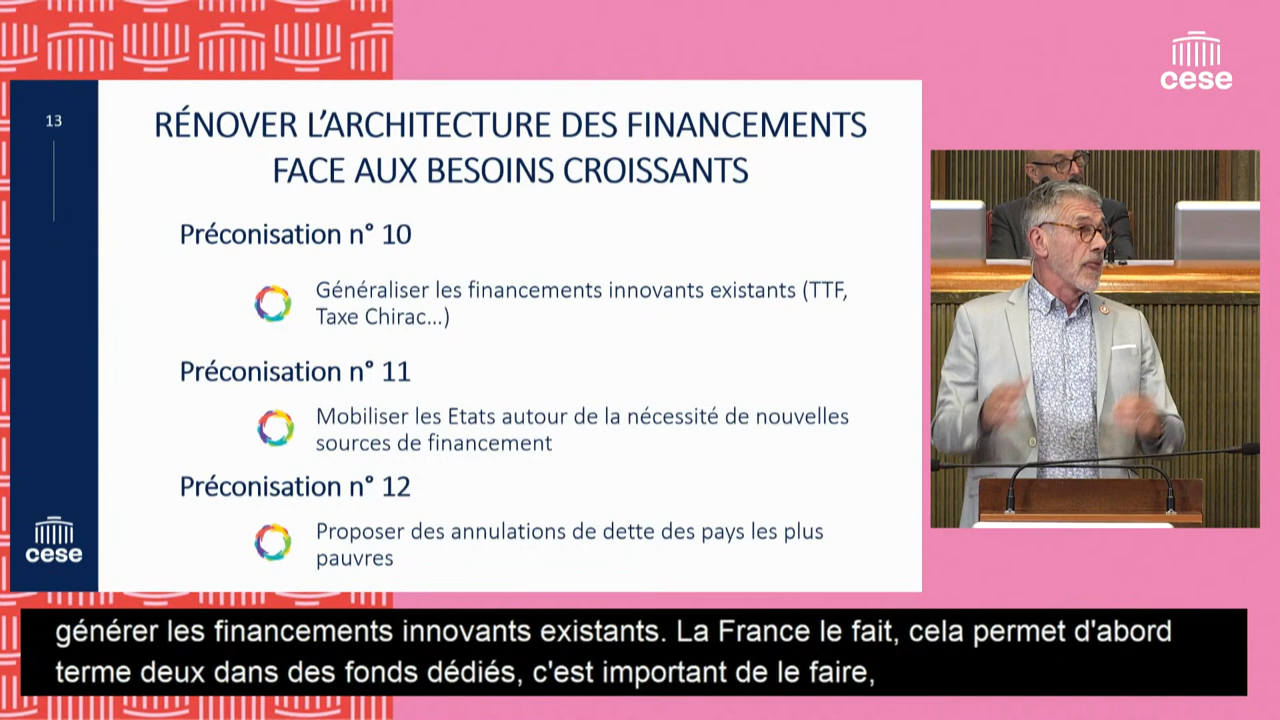 cese
13
RÉNOVER L'ARCHITECTURE DES FINANCEMENTS
FACE AUX BESOINS CROISSANTS
Préconisation n° 10
Généraliser les financements innovants existants (TTF,
Taxe Chirac...)
Préconisation n° 11
Mobiliser les Etats autour de la nécessité de nouvelles
sources de financement
Préconisation n° 12
Proposer des annulations de dette des pays les plus
pauvres
cese
générer les financements innovants existants. La France le fait, cela permet d'abord
terme deux dans des fonds dédiés, c'est important de le faire,